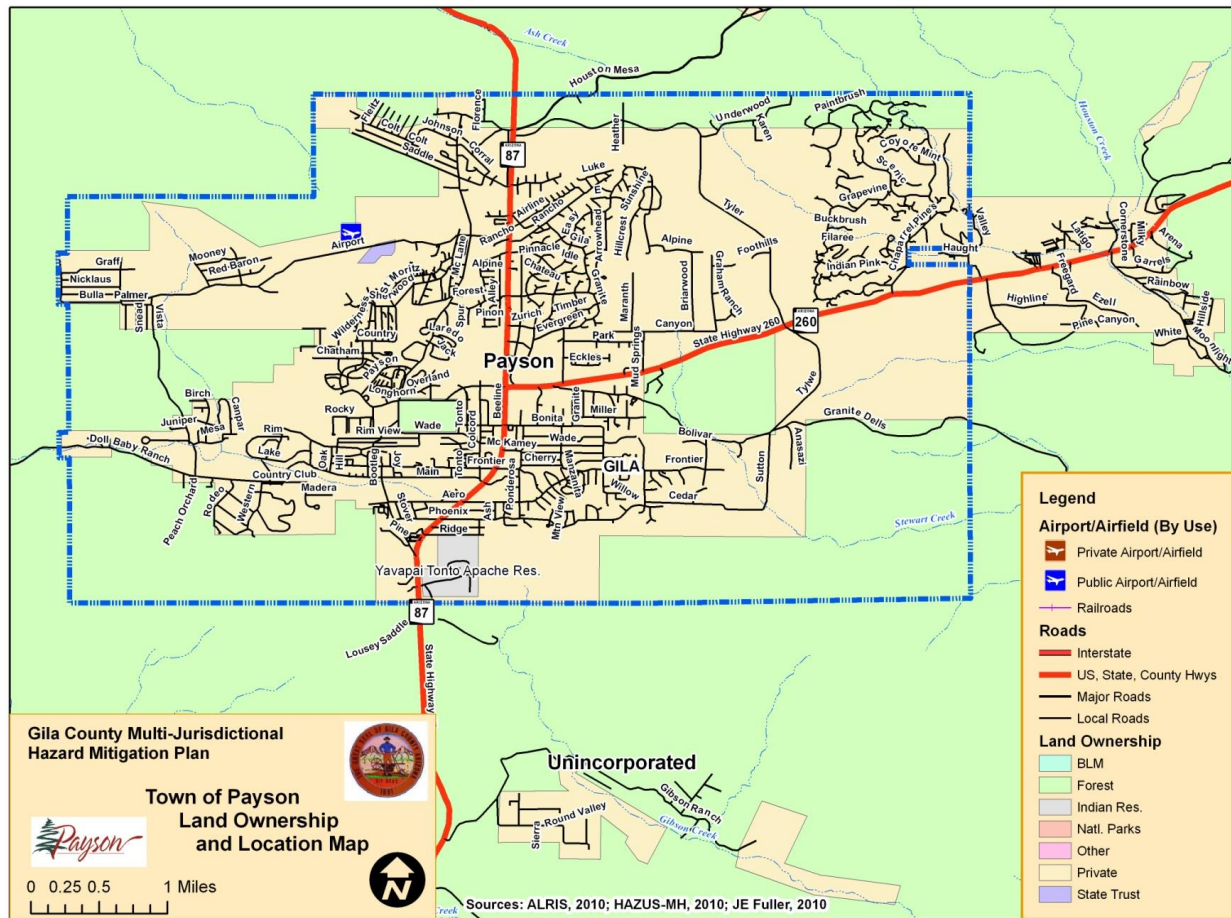 Ash Creek
Houston Mesa
Houston Creek
Fleitz
Colt
Colt
Saddle
Johnson
Corral
Florence
ARIZONA
87
Heather
Underwood
Karen
Paintbrush
Coyore Mint
Scenic
Grapevine
Buckbrush
Filaree
Indian Pink
Chaparrel Pine's
Valley
Haught
Luke
Airline
Rancho
Rancho
Easy
Gila
Idle
Arrowhead
Hillcrest
Sunshine
Tyler
Alpine
Foothills
Graham Ranch
Briarwood
Maranth
Granite
Airport
Mooney
Red-Baron
Graff
Nicklaus
Bulla
Palmer
Snead
Vista
Mc Lane
Alpine
Pinnacle
Chateau
Forest
Alley
Pinon
Spur
Timber
Zurich
Evergreen
St Moritz
Sherwood
Wilderness
Country
Laredo
Jack
Chatham
Payson
Longhorn
Overland
Park
Canyon
Eckles
Mud Springs
State Highway 260
ARIZONA
260
Payson
Latigo
Freegard
Cornerstone
Milky
Arena
Garrels
Rainbow
Hillside
Moonlight
Highline
Ezell
Pine Canyon
White
Tylwe
Granite Dells
Birch
Juniper
Mesa
Campar
Rocky
Rim View
Wade
Tonto
Colcord
Beeline
Bonita
Granite
Miller
Mc Kamey
Wade
Bolivar
Doll Baby Ranch
Rim
Lake
Oak
Hill
Bootleg
Joy
Main
Tonto
Frontier
Cherry
Manzanita
GILA
Frontier
Sutton
Anasazi
Country Club
Madera
Peech Orchard
Rodeo
Western
Stover
Aero
Phoenix
Ash
Ponderosa
Mtn View
Willow
Cedar
Pine
Ridge
Stewart Creek
Yavapai Tonto Apache Res.
ARIZONA
87
Lousey Saddle
State Highway
Unincorporated
Gibson Ranch
Gibson Creek
Round Valley
Sierra
Creek
Gila County Multi-Jurisdictional
Hazard Mitigation Plan
Town of Payson
Land Ownership
and Location Map
Payson
N
0 0.25 0.5 1 Miles
Sources: ALRIS, 2010; HAZUS-MH, 2010; JE Fuller, 2010
Legend
Airport/Airfield (By Use)
Private Airport/Airfield
Public Airport/Airfield
Railroads
Roads
Interstate
US, State, County Hwys
Major Roads
Local Roads
Land Ownership
BLM
Forest
Indian Res.
Natl. Parks
Other
Private
State Trust